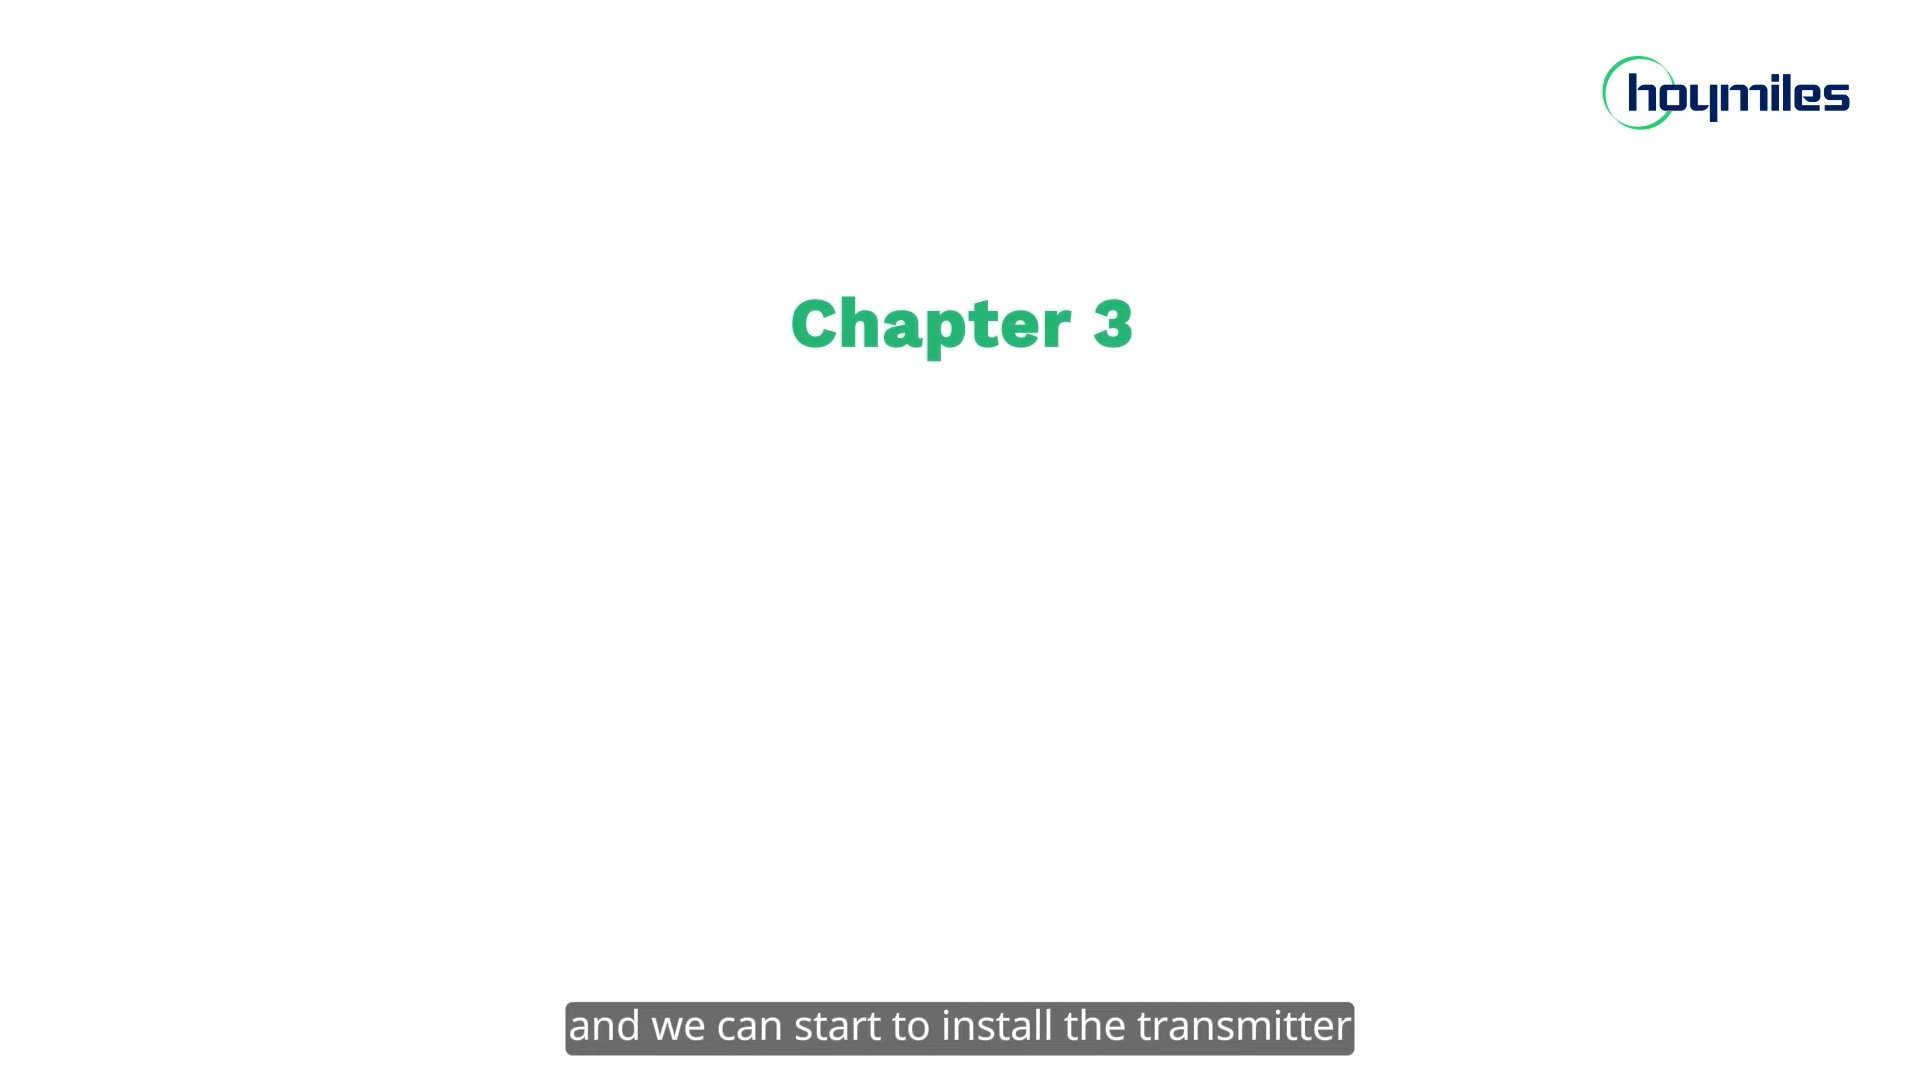 hoymiles
Chapter 3
and we can start to install the transmitter